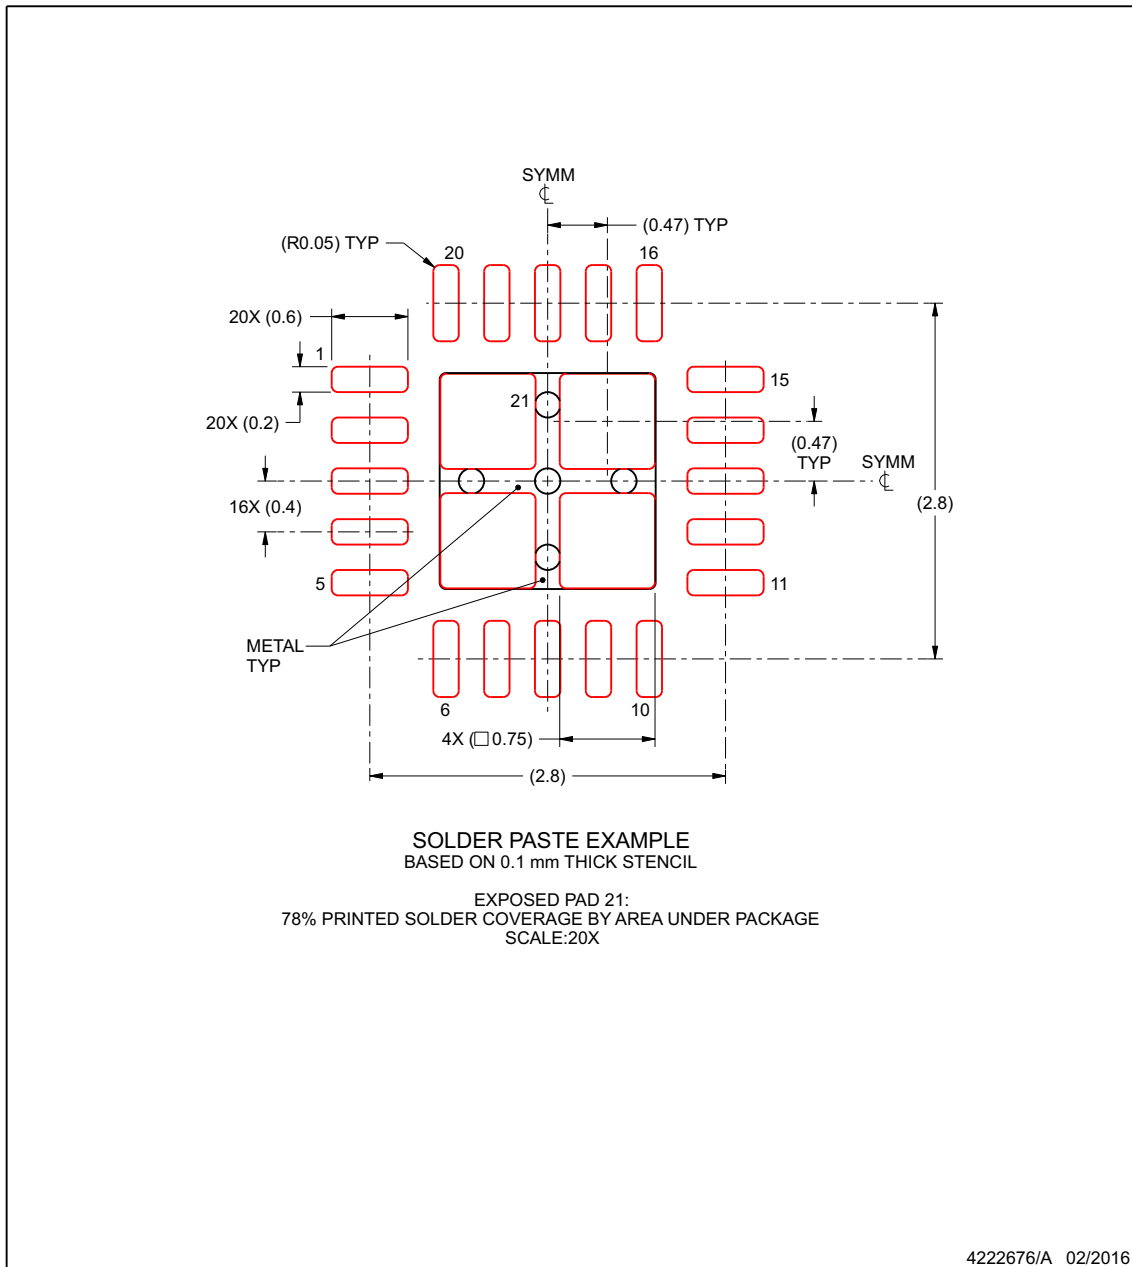 SYMM
℄
(0.47) TYP
(R0.05) TYP
20
16
20X (0.6)
1
15
21
20X (0.2)
(0.47)
TYP
SYMM
℄
16X (0.4)
(2.8)
5
11
METAL
TYP
6
10
4X (□ 0.75)
(2.8)
SOLDER PASTE EXAMPLE
BASED ON 0.1 mm THICK STENCIL
EXPOSED PAD 21:
78% PRINTED SOLDER COVERAGE BY AREA UNDER PACKAGE
SCALE:20X
4222676/A 02/2016